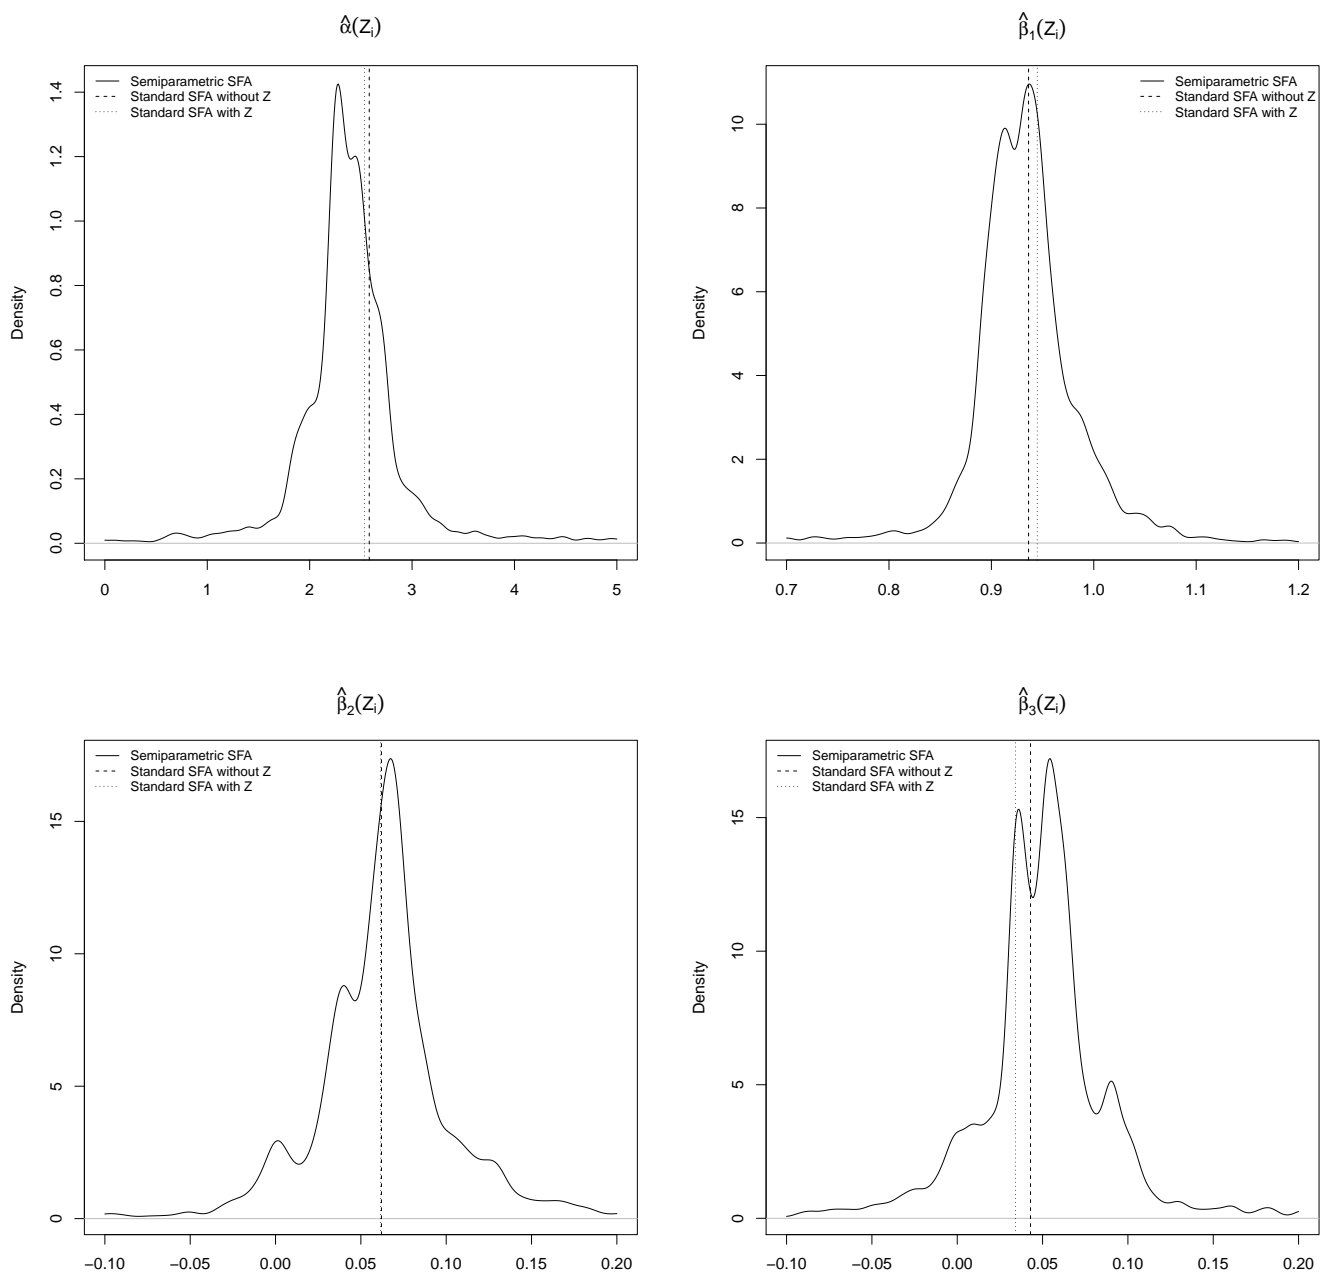 α̂(Zᵢ)
Semiparametric SFA
Standard SFA without Z
Standard SFA with Z
Density
0.0 0.2 0.4 0.6 0.8 1.0 1.2 1.4
0 1 2 3 4 5
β̂₁(Zᵢ)
Semiparametric SFA
Standard SFA without Z
Standard SFA with Z
Density
0 2 4 6 8 10
0.7 0.8 0.9 1.0 1.1 1.2
β̂₂(Zᵢ)
Semiparametric SFA
Standard SFA without Z
Standard SFA with Z
Density
0 5 10 15
−0.10 −0.05 0.00 0.05 0.10 0.15 0.20
β̂₃(Zᵢ)
Semiparametric SFA
Standard SFA without Z
Standard SFA with Z
Density
0 5 10 15
−0.10 −0.05 0.00 0.05 0.10 0.15 0.20